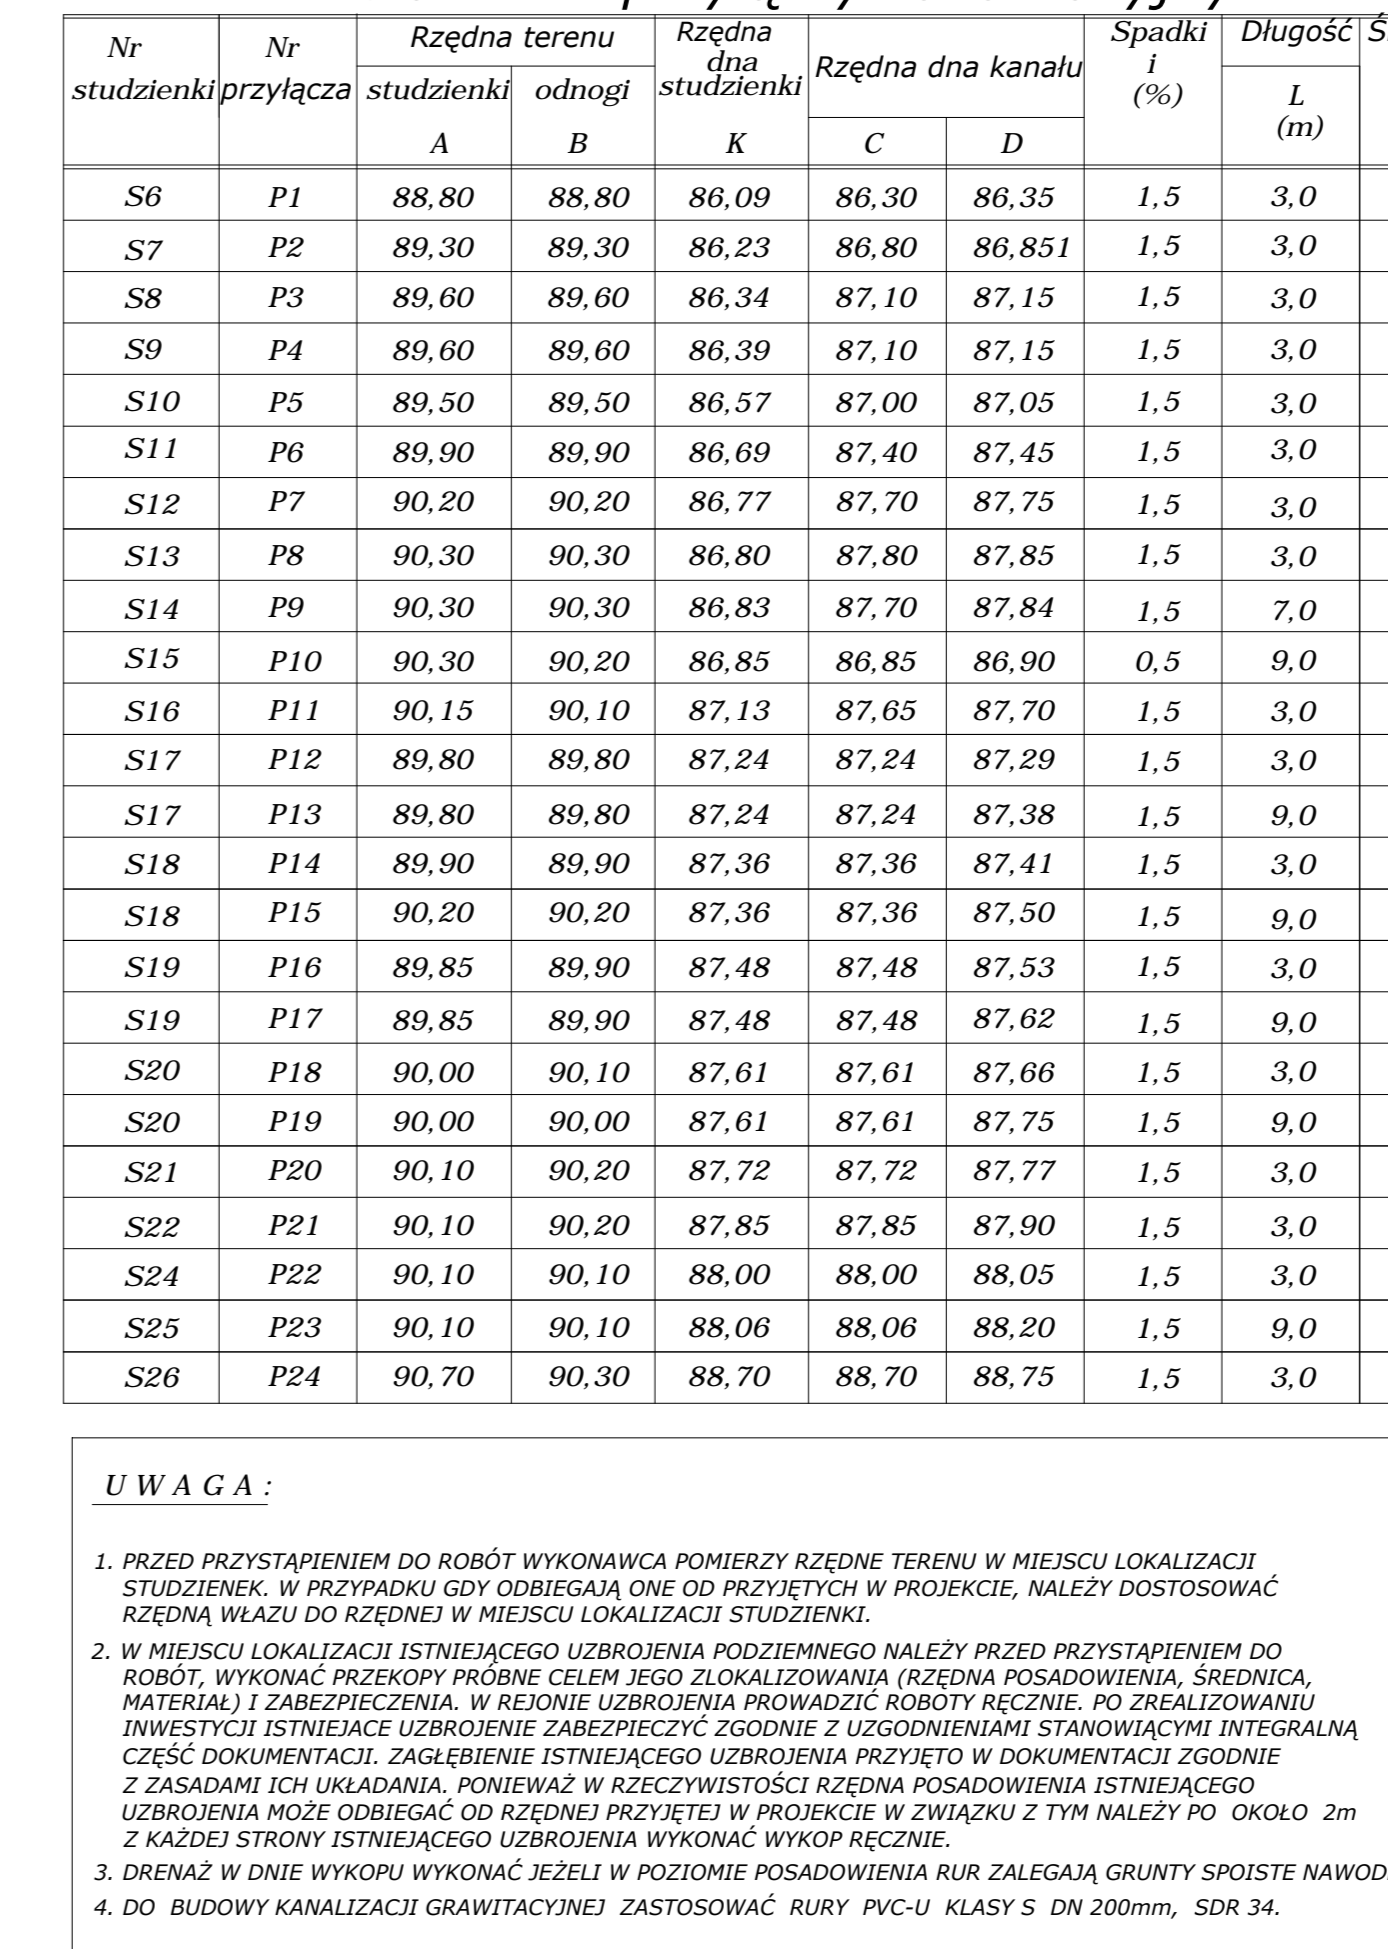 Nr studzienki Nr przyłącza Rzędna terenu Rzędna dna studzienki Rzędna dna kanału Spadki i (%) Długość
studzienki odnogi L (m)
A B K C D
S6 P1 88,80 88,80 86,09 86,30 86,35 1,5 3,0
S7 P2 89,30 89,30 86,23 86,80 86,851 1,5 3,0
S8 P3 89,60 89,60 86,34 87,10 87,15 1,5 3,0
S9 P4 89,60 89,60 86,39 87,10 87,15 1,5 3,0
S10 P5 89,50 89,50 86,57 87,00 87,05 1,5 3,0
S11 P6 89,90 89,90 86,69 87,40 87,45 1,5 3,0
S12 P7 90,20 90,20 86,77 87,70 87,75 1,5 3,0
S13 P8 90,30 90,30 86,80 87,80 87,85 1,5 3,0
S14 P9 90,30 90,30 86,83 87,70 87,84 1,5 7,0
S15 P10 90,30 90,20 86,85 86,85 86,90 0,5 9,0
S16 P11 90,15 90,10 87,13 87,65 87,70 1,5 3,0
S17 P12 89,80 89,80 87,24 87,24 87,29 1,5 3,0
S17 P13 89,80 89,80 87,24 87,24 87,38 1,5 9,0
S18 P14 89,90 89,90 87,36 87,36 87,41 1,5 3,0
S18 P15 90,20 90,20 87,36 87,36 87,50 1,5 9,0
S19 P16 89,85 89,90 87,48 87,48 87,53 1,5 3,0
S19 P17 89,85 89,90 87,48 87,48 87,62 1,5 9,0
S20 P18 90,00 90,10 87,61 87,61 87,66 1,5 3,0
S20 P19 90,00 90,00 87,61 87,61 87,75 1,5 9,0
S21 P20 90,10 90,20 87,72 87,72 87,77 1,5 3,0
S22 P21 90,10 90,20 87,85 87,85 87,90 1,5 3,0
S24 P22 90,10 90,10 88,00 88,00 88,05 1,5 3,0
S25 P23 90,10 90,10 88,06 88,06 88,20 1,5 9,0
S26 P24 90,70 90,30 88,70 88,70 88,75 1,5 3,0
U W A G A :
1. PRZED PRZYSTĄPIENIEM DO ROBÓT WYKONAWCA POMIERZY RZĘDNE TERENU W MIEJSCU LOKALIZACJI
STUDZIENEK. W PRZYPADKU GDY ODBIEGAJĄ ONE OD PRZYJĘTYCH W PROJEKCIE, NALEŻY DOSTOSOWAĆ
RZĘDNĄ WŁAZU DO RZĘDNEJ W MIEJSCU LOKALIZACJI STUDZIENKI.
2. W MIEJSCU LOKALIZACJI ISTNIEJĄCEGO UZBROJENIA PODZIEMNEGO NALEŻY PRZED PRZYSTĄPIENIEM DO
ROBÓT, WYKONAĆ PRZEKOPY PRÓBNE CELEM JEGO ZLOKALIZOWANIA (RZĘDNA POSADOWIENIA, ŚREDNICA,
MATERIAŁ) I ZABEZPIECZENIA. W REJONIE UZBROJENIA PROWADZIĆ ROBOTY RĘCZNIE. PO ZREALIZOWANIU
INWESTYCJI ISTNIEJACE UZBROJENIE ZABEZPIECZYĆ ZGODNIE Z UZGODNIENIAMI STANOWIĄCYMI INTEGRALNĄ
CZĘŚĆ DOKUMENTACJI. ZAGŁĘBIENIE ISTNIEJĄCEGO UZBROJENIA PRZYJĘTO W DOKUMENTACJI ZGODNIE
Z ZASADAMI ICH UKŁADANIA. PONIEWAŻ W RZECZYWISTOŚCI RZĘDNA POSADOWIENIA ISTNIEJĄCEGO
UZBROJENIA MOŻE ODBIEGAĆ OD RZĘDNEJ PRZYJĘTEJ W PROJEKCIE W ZWIĄZKU Z TYM NALEŻY PO OKOŁO 2m
Z KAŻDEJ STRONY ISTNIEJĄCEGO UZBROJENIA WYKONAĆ WYKOP RĘCZNIE.
3. DRENAŻ W DNIE WYKOPU WYKONAĆ JEŻELI W POZIOMIE POSADOWIENIA RUR ZALEGAJĄ GRUNTY SPOISTE
4. DO BUDOWY KANALIZACJI GRAWITACYJNEJ ZASTOSOWAĆ RURY PVC-U KLASY S DN 200mm, SDR 34.